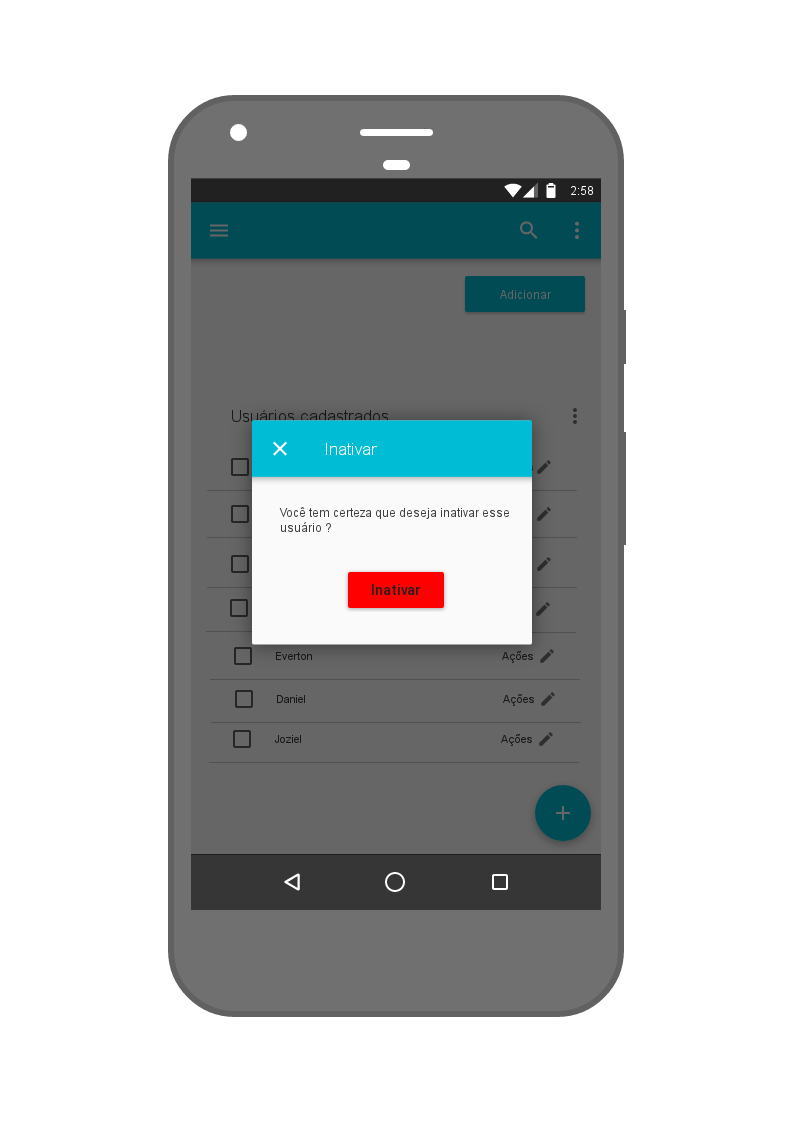 2:58
Adicionar
Usuários cadastrados
Inativar
Você tem certeza que deseja inativar esse
usuário ?
Inativar
Everton Ações
Daniel Ações
Joziel Ações